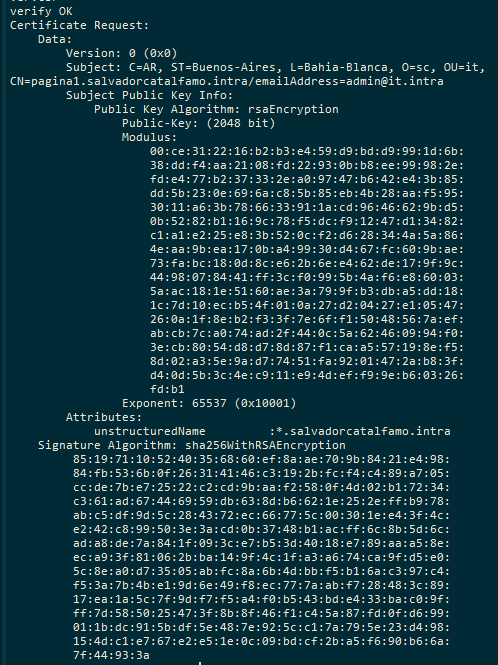 verify OK
Certificate Request:
Data:
Version: 0 (0x0)
Subject: C=AR, ST=Buenos-Aires, L=Bahia-Blanca, O=sc, OU=it,
CN=pagina1.salvadorcatalfamo.intra/emailAddress=admin@it.intra
Subject Public Key Info:
Public Key Algorithm: rsaEncryption
Public-Key: (2048 bit)
Modulus:
00:ce:31:22:16:b2:b3:e4:59:d9:bd:d9:99:1d:6b:
38:dd:f4:aa:21:08:fd:22:93:0b:b8:ee:99:98:2e:
fd:e4:77:b2:37:33:2e:a0:97:47:b6:42:e4:3b:85:
dd:5b:23:0e:69:6a:c8:5b:85:eb:4b:28:aa:f5:95:
30:11:a6:3b:78:66:33:91:1a:cd:96:46:62:9b:d5:
0b:52:82:b1:16:9c:78:f5:dc:f9:12:47:d1:34:82:
c1:a1:e2:25:e8:3b:52:0c:f2:d6:28:34:4a:5a:86:
4e:aa:9b:ea:17:0b:a4:99:30:d4:67:fc:60:9b:ae:
73:fa:bc:18:0d:8c:e6:2b:6e:e4:62:de:17:9f:9c:
44:98:07:84:41:ff:3c:f0:99:5b:4a:f6:e8:60:03:
5a:ac:18:1e:51:60:ae:3a:79:9f:b3:db:a5:dd:18:
1c:7d:10:ec:b5:4f:01:0a:27:d2:04:27:e1:05:47:
26:0a:1f:8e:b2:f3:3f:7e:6f:f1:50:48:56:7a:ef:
ab:cb:7c:a0:74:ad:2f:44:0c:5a:62:46:09:94:f0:
3e:cb:80:54:d8:d7:8d:87:f1:ca:a5:57:19:8e:f5:
8d:02:a3:5e:9a:d7:74:51:fa:92:01:47:2a:b8:3f:
d4:0d:5b:3c:4e:c9:11:e9:4d:ef:f9:9e:b6:03:26:
fd:b1
Exponent: 65537 (0x10001)
Attributes:
unstructuredName :*.salvadorcatalfamo.intra
Signature Algorithm: sha256WithRSAEncryption
85:19:71:10:52:40:35:68:60:ef:8a:ae:70:9b:84:21:e4:98:
84:fb:53:6b:0f:26:31:41:46:c3:19:2b:fc:f4:c4:89:a7:05:
cc:de:7b:e7:25:22:c2:cd:9b:aa:f2:58:0f:4d:02:b1:72:34:
c3:61:ad:67:44:69:59:db:63:8d:b6:62:1e:25:2e:ff:b9:78:
ab:c5:df:9d:5c:28:43:72:ec:66:77:5c:00:30:1e:e4:3f:4c:
e2:42:c8:99:50:3e:3a:cd:0b:37:48:b1:ac:ff:6c:8b:5d:6c:
ad:a8:de:7a:84:1f:09:3c:e7:b5:3d:40:18:e7:89:aa:a5:8e:
ec:a9:3f:81:06:2b:ba:14:9f:4c:1f:a3:a6:74:ca:9f:d5:e0:
5c:8e:a0:d7:35:05:ab:fc:8a:6b:4d:bb:f5:b1:6a:c3:97:c4:
f5:3a:7b:4b:e1:9d:6e:49:f8:ec:77:7a:ab:f7:28:48:3c:89:
17:ea:1a:5c:7f:9d:f7:f5:a4:f0:b5:43:bd:e4:33:ba:c0:9f:
ff:7d:58:50:25:47:3f:8b:8f:46:f1:c4:5a:87:fd:0f:d6:99:
01:1b:dc:91:5b:df:5e:48:7e:92:5c:c1:7a:79:5e:23:d4:98:
15:4d:c1:e7:67:e2:e5:1e:0c:09:bd:cf:2b:a5:f6:90:b6:6a:
7f:44:93:3a